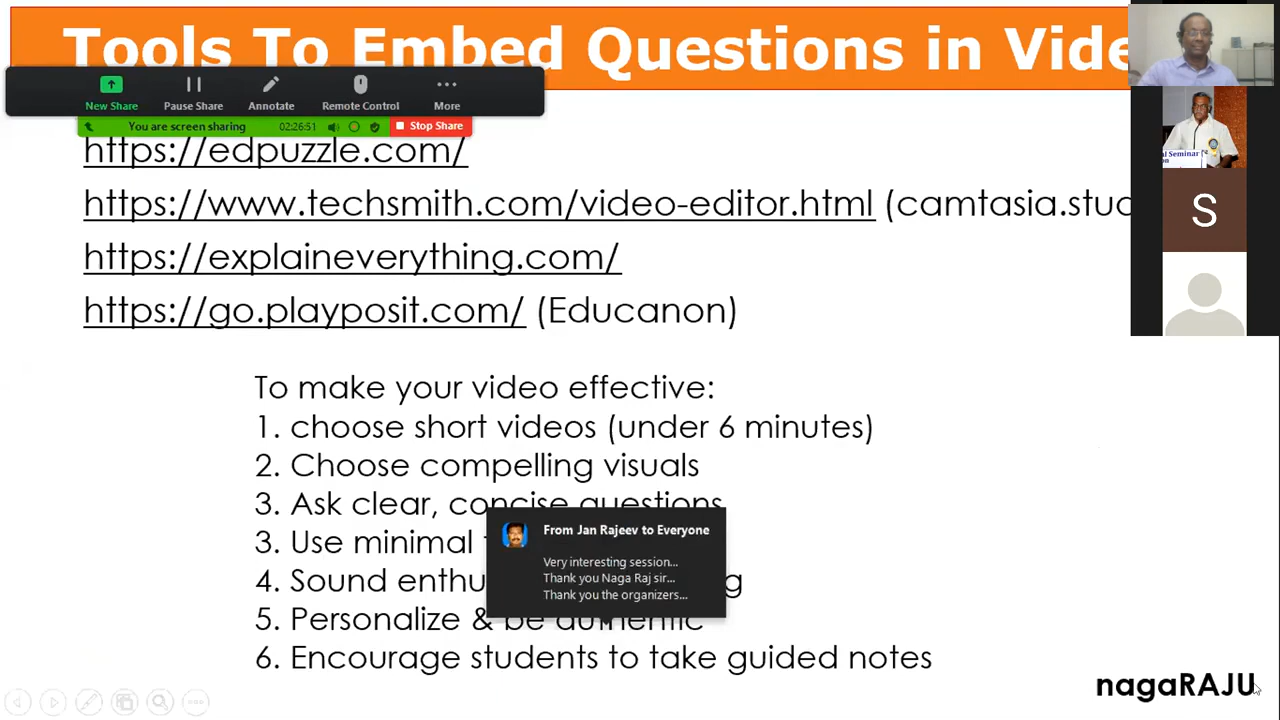 Tools To Embed Questions in Vide
New Share Pause Share Annotate Remote Control More
You are screen sharing 02:26:51 Stop Share
https://edpuzzle.com/
https://www.techsmith.com/video-editor.html (camtasia.stud
https://explaineverything.com/
https://go.playposit.com/ (Educanon)
S
To make your video effective:
1. choose short videos (under 6 minutes)
2. Choose compelling visuals
3. Ask clear, concise questions
3. Use minimal
4. Sound enthu
5. Personalize & be authentic
6. Encourage students to take guided notes
From Jan Rajeev to Everyone
Very interesting session...
Thank you Naga Raj sir...
Thank you the organizers...
nagaRAJU